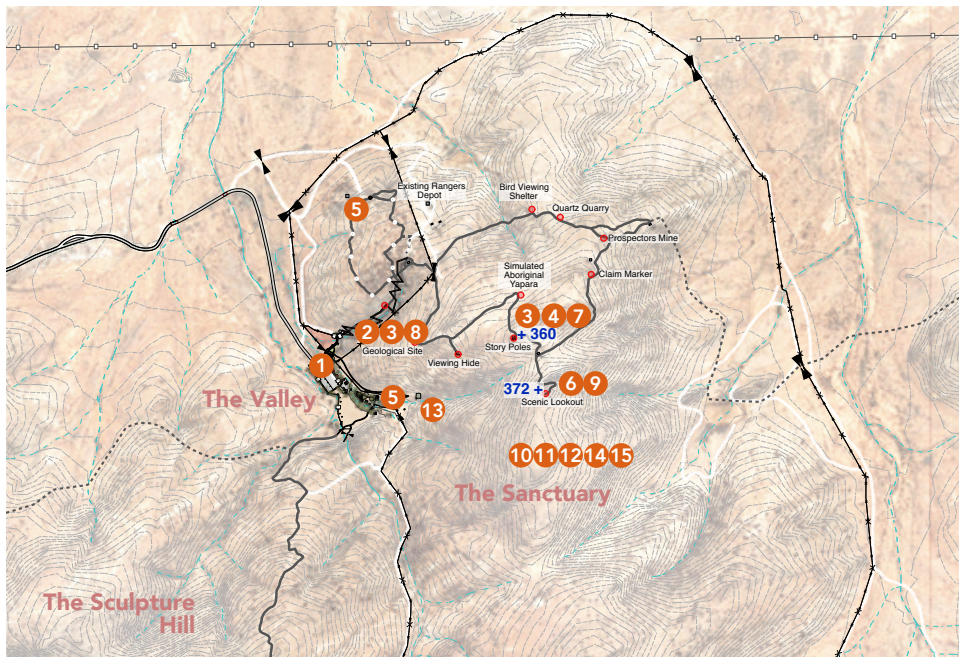 Existing Rangers
Depot
Bird Viewing
Shelter
5
Quartz Quarry
Prospectors Mine
Simulated
Aboriginal
Yapara
Claim Marker
3 4 7
2 3 8
+ 360
Geological Site
Story Poles
Viewing Hide
1
372 +
6 9
The Valley
5
Scenic Lookout
13
10 11 12 14 15
The Sanctuary
The Sculpture
Hill